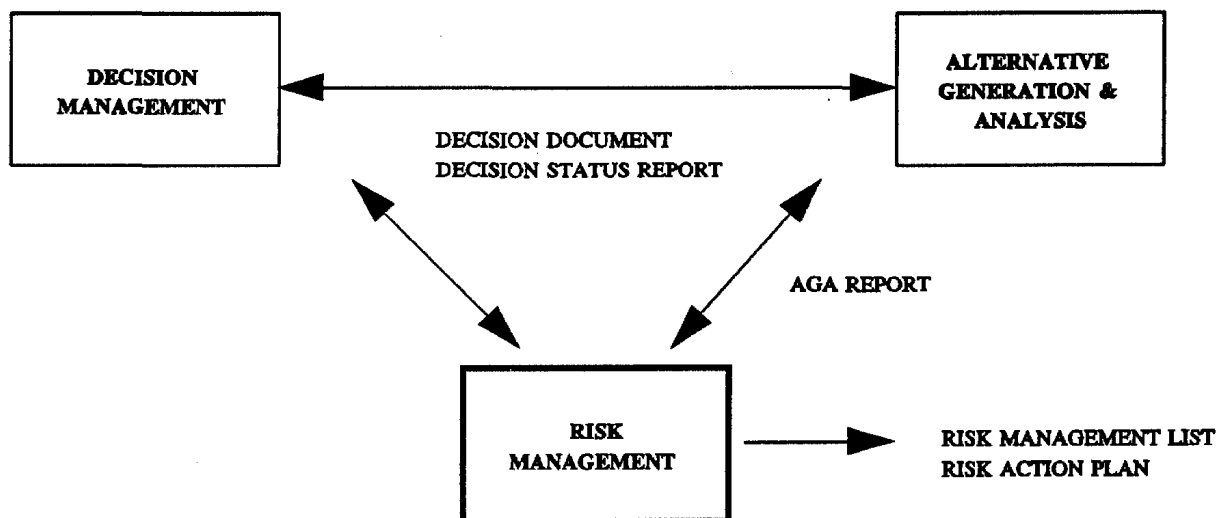 DECISION
MANAGEMENT
ALTERNATIVE
GENERATION &
ANALYSIS
DECISION DOCUMENT
DECISION STATUS REPORT
AGA REPORT
RISK
MANAGEMENT
RISK MANAGEMENT LIST
RISK ACTION PLAN